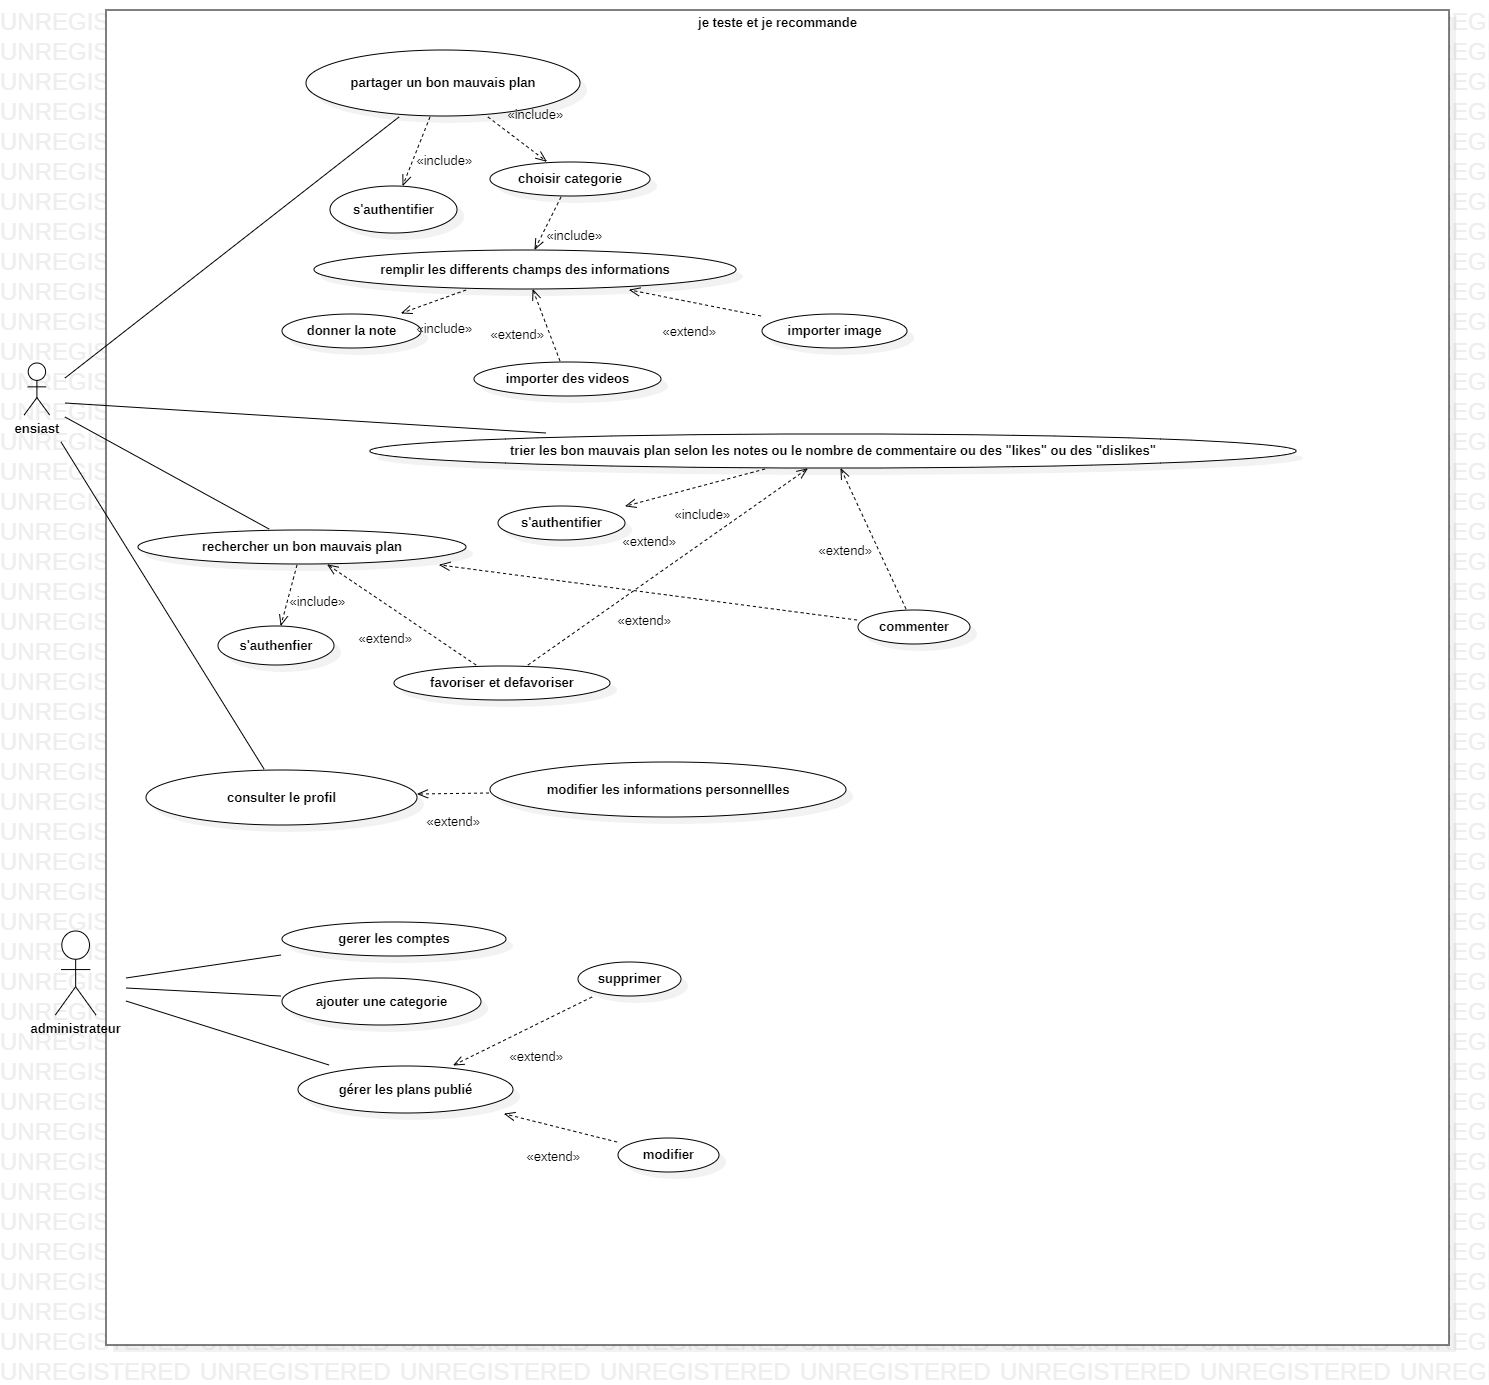 je teste et je recommande
partager un bon mauvais plan
«include»
«include»
choisir categorie
s'authentifier
«include»
remplir les differents champs des informations
donner la note
«include»
«extend»
«extend»
importer image
importer des videos
ensiast
trier les bon mauvais plan selon les notes ou le nombre de commentaire ou des "likes" ou des "dislikes"
s'authentifier
«include»
«extend»
«extend»
rechercher un bon mauvais plan
«include»
«extend»
commenter
s'authenfier
«extend»
favoriser et defavoriser
consulter le profil
modifier les informations personnellles
«extend»
gerer les comptes
supprimer
ajouter une categorie
administrateur
«extend»
gérer les plans publié
«extend»
modifier
UNREGISTERED UNREGISTERED UNREGISTERED UNREGISTERED UNREGISTERED UNREGISTERED UNREGISTERED